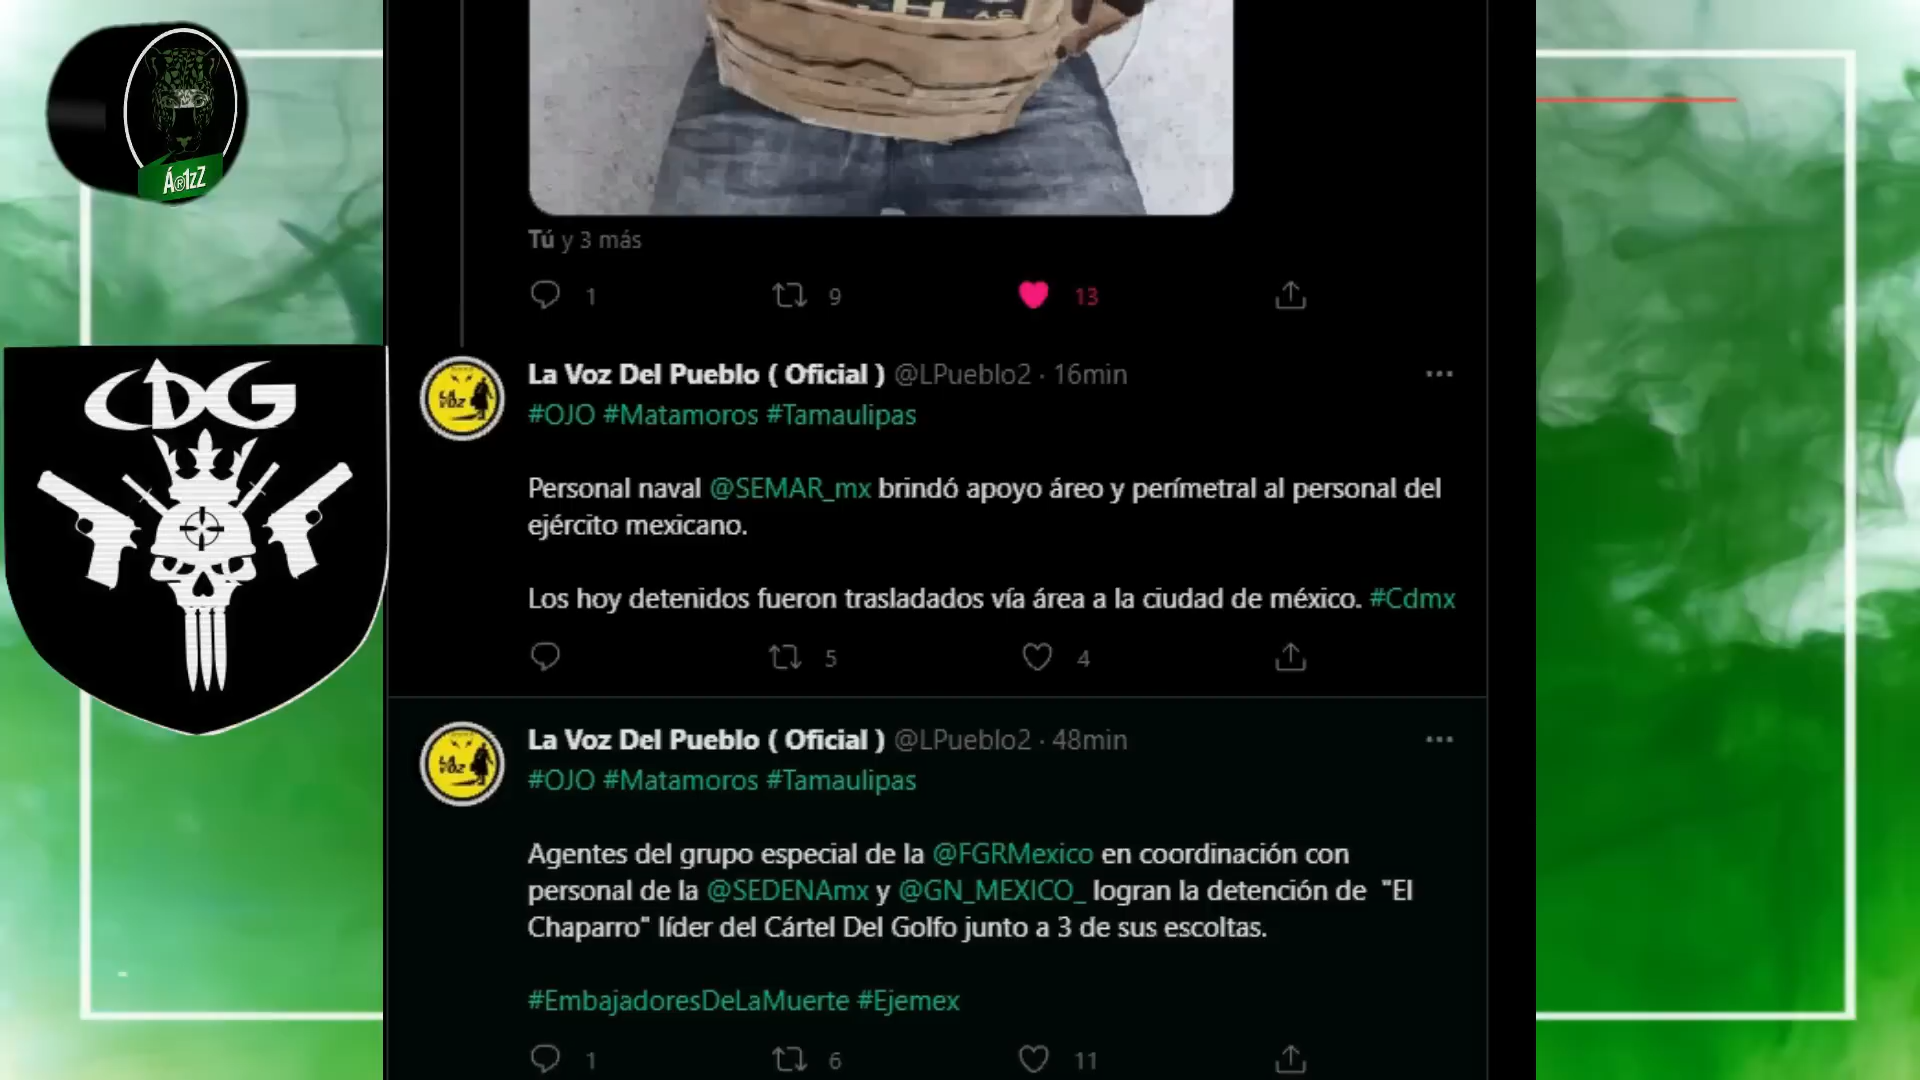 Á®1zZ
CDG
Tú y 3 más
1 9 13
La Voz Del Pueblo ( Oficial ) @LPueblo2 · 16min
#OJO #Matamoros #Tamaulipas
Personal naval @SEMAR_mx brindó apoyo áreo y perímetral al personal del
ejército mexicano.
Los hoy detenidos fueron trasladados vía área a la ciudad de méxico. #Cdmx
5 4
La Voz Del Pueblo ( Oficial ) @LPueblo2 · 48min
#OJO #Matamoros #Tamaulipas
Agentes del grupo especial de la @FGRMexico en coordinación con
personal de la @SEDENAmx y @GN_MEXICO_ logran la detención de "El
Chaparro" líder del Cártel Del Golfo junto a 3 de sus escoltas.
#EmbajadoresDeLaMuerte #Ejemex
1 6 11